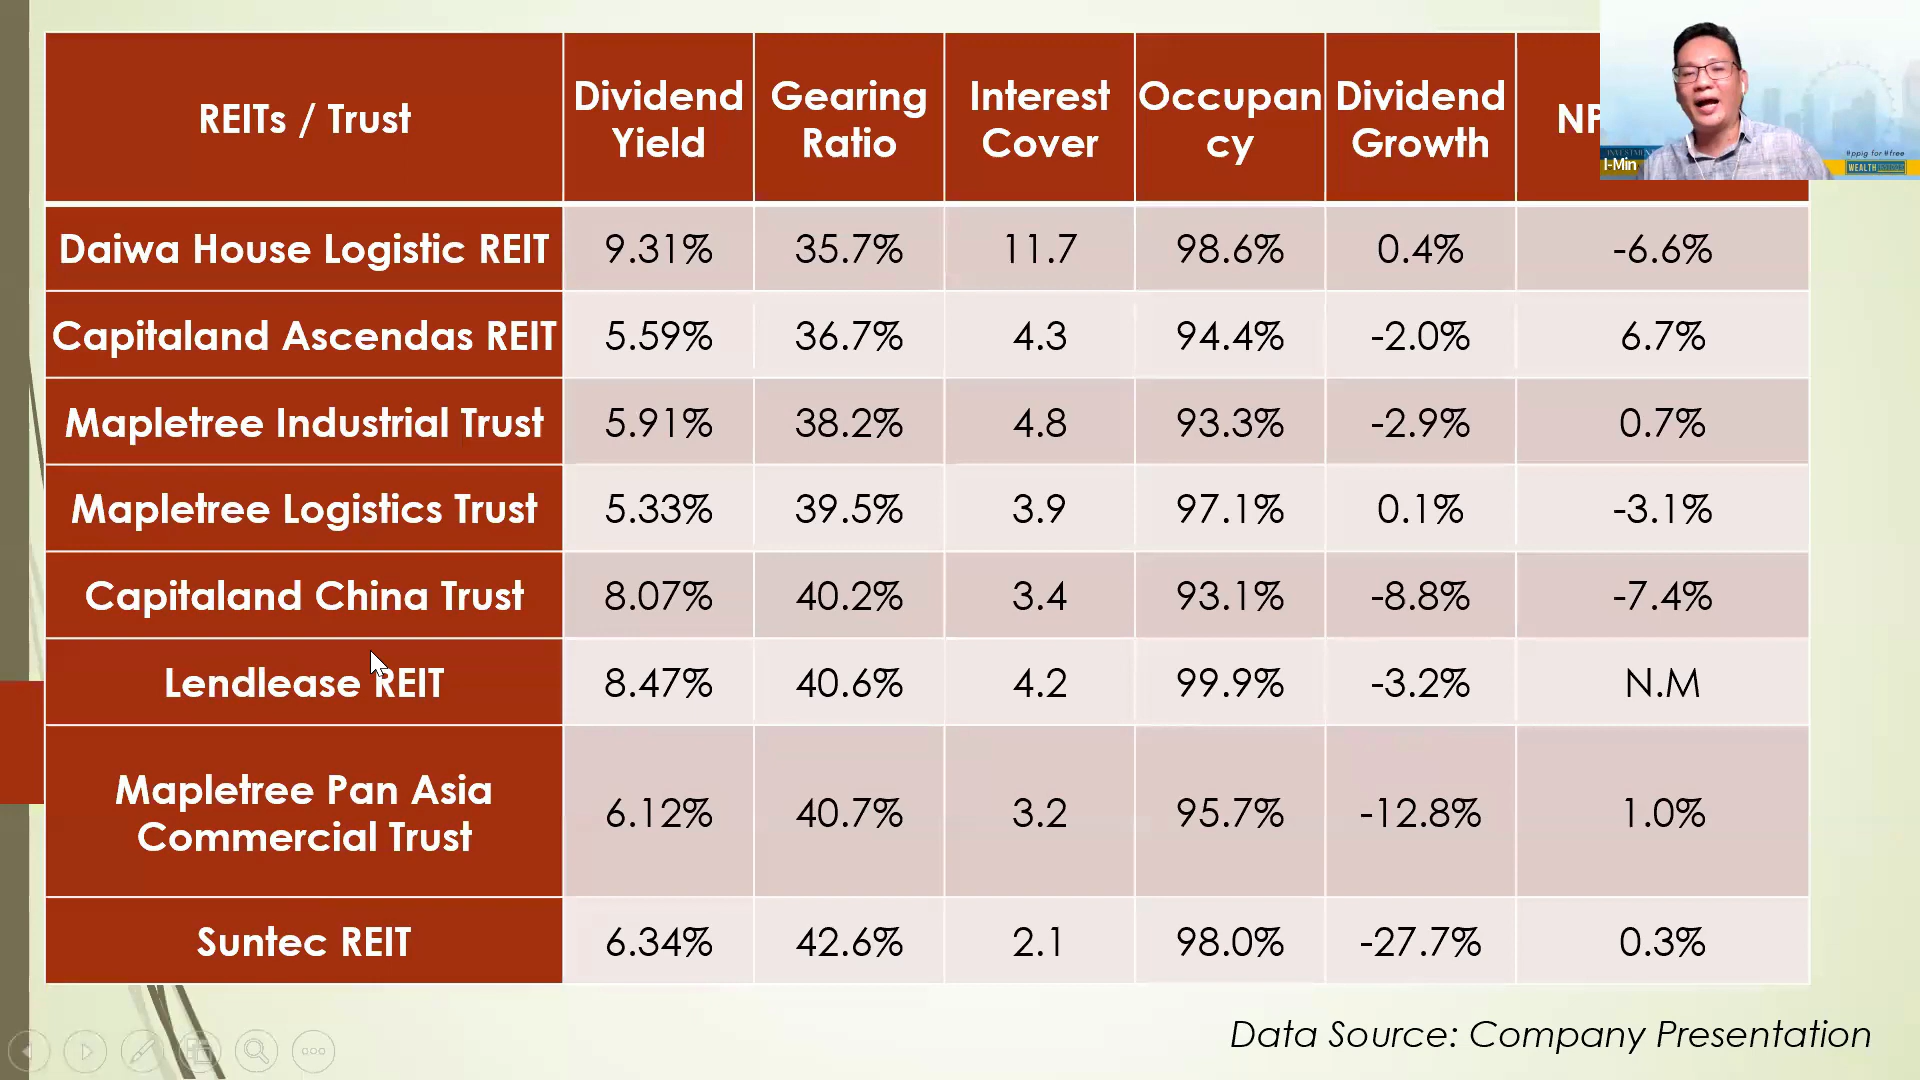 REITs / Trust
Dividend
Yield
Gearing
Ratio
Interest
Cover
Occupan
cy
Dividend
Growth
I-Min
#ppig for #free
WEALTH
Daiwa House Logistic REIT 9.31% 35.7% 11.7 98.6% 0.4% -6.6%
Capitaland Ascendas REIT 5.59% 36.7% 4.3 94.4% -2.0% 6.7%
Mapletree Industrial Trust 5.91% 38.2% 4.8 93.3% -2.9% 0.7%
Mapletree Logistics Trust 5.33% 39.5% 3.9 97.1% 0.1% -3.1%
Capitaland China Trust 8.07% 40.2% 3.4 93.1% -8.8% -7.4%
Lendlease REIT 8.47% 40.6% 4.2 99.9% -3.2% N.M
Mapletree Pan Asia
Commercial Trust 6.12% 40.7% 3.2 95.7% -12.8% 1.0%
Suntec REIT 6.34% 42.6% 2.1 98.0% -27.7% 0.3%
Data Source: Company Presentation